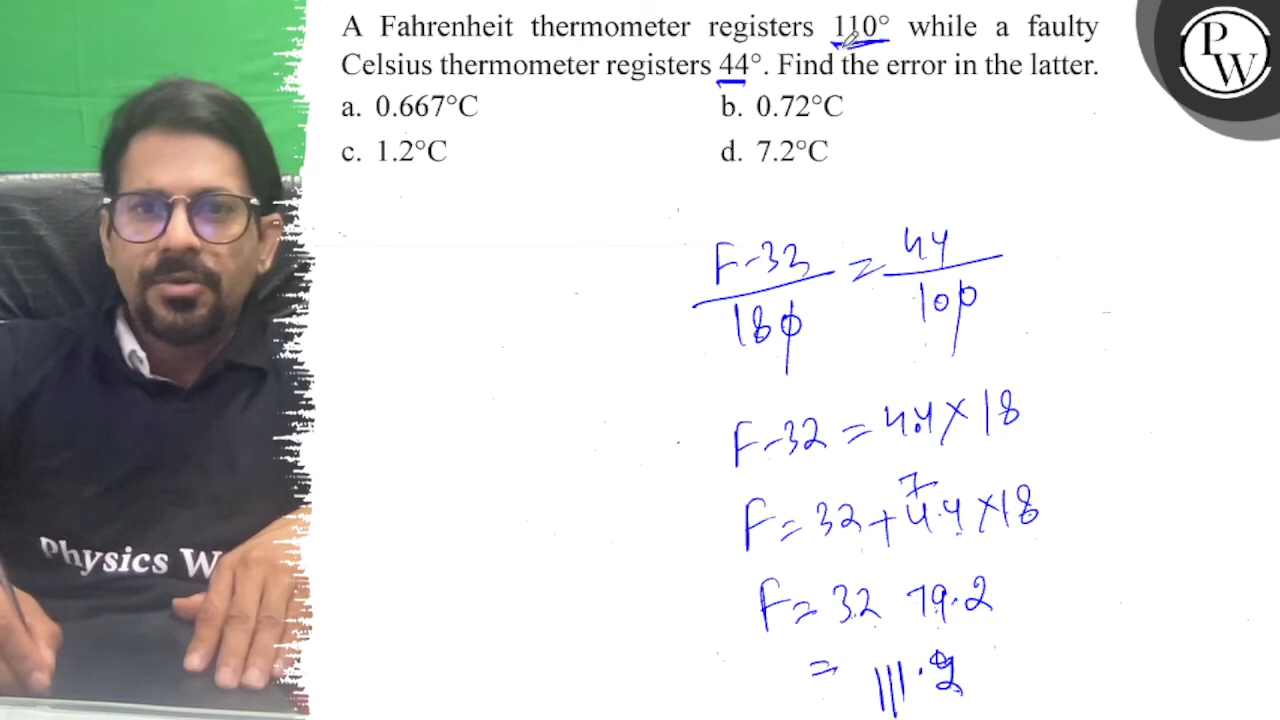 A Fahrenheit thermometer registers 110° while a faulty
Celsius thermometer registers 44°. Find the error in the latter.
a. 0.667°C
b. 0.72°C
c. 1.2°C
d. 7.2°C
PW
F-32/180 = 44/100
F-32 = 4.4×18
7
F = 32 + 4.4×18
F = 32 79.2
= 111.2
Physics W